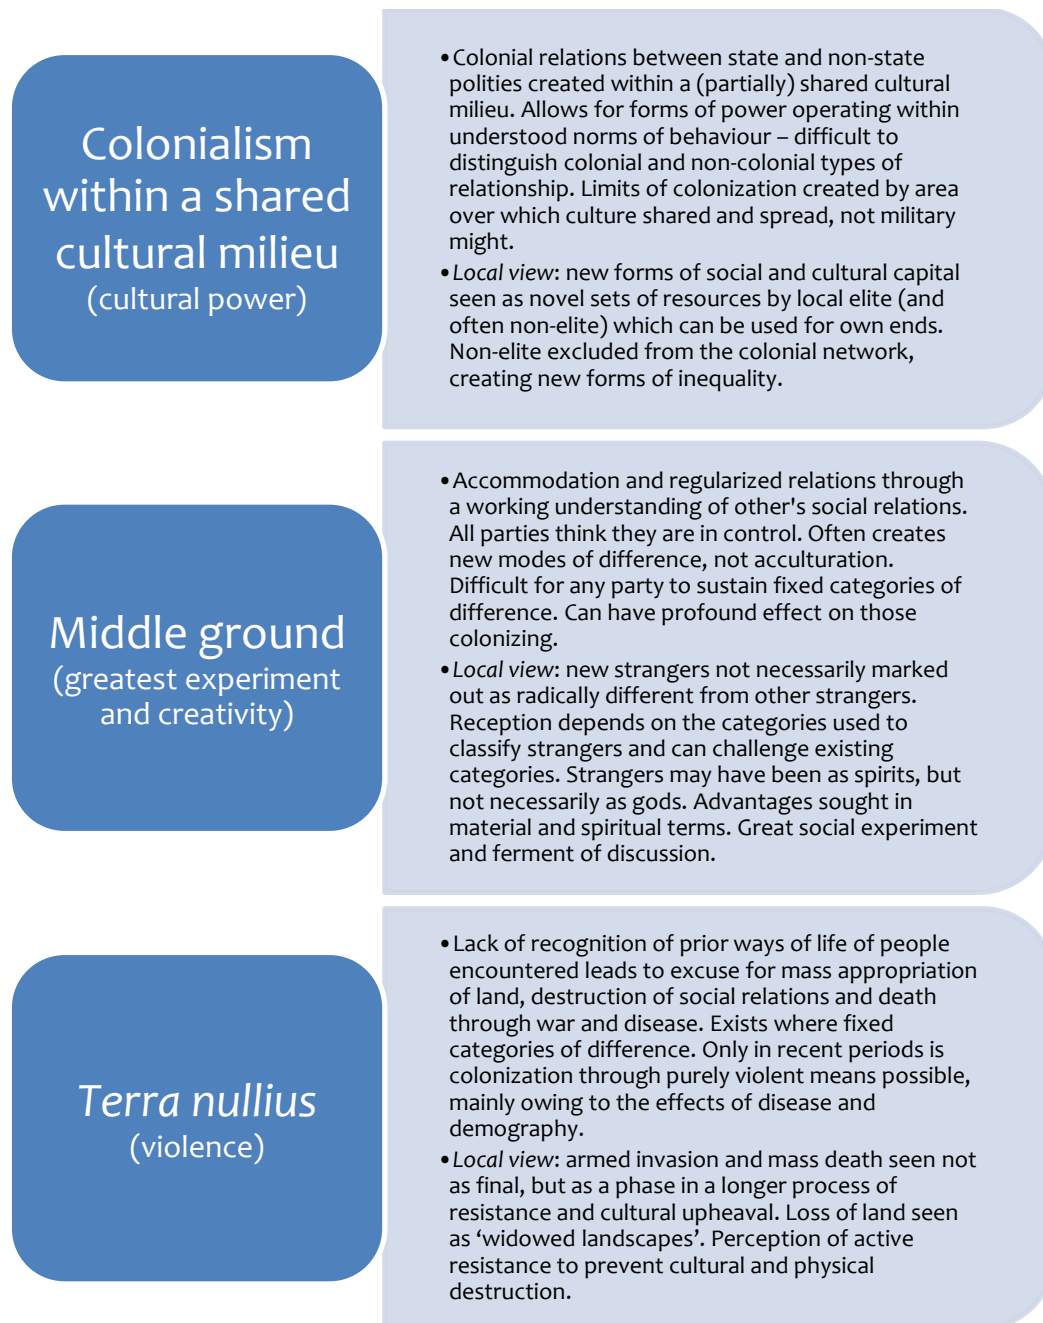 Colonialism
within a shared
cultural milieu
(cultural power)
•Colonial relations between state and non-state
polities created within a (partially) shared cultural
milieu. Allows for forms of power operating within
understood norms of behaviour – difficult to
distinguish colonial and non-colonial types of
relationship. Limits of colonization created by area
over which culture shared and spread, not military
might.
•Local view: new forms of social and cultural capital
seen as novel sets of resources by local elite (and
often non-elite) which can be used for own ends.
Non-elite excluded from the colonial network,
creating new forms of inequality.
Middle ground
(greatest experiment
and creativity)
•Accommodation and regularized relations through
a working understanding of other's social relations.
All parties think they are in control. Often creates
new modes of difference, not acculturation.
Difficult for any party to sustain fixed categories of
difference. Can have profound effect on those
colonizing.
•Local view: new strangers not necessarily marked
out as radically different from other strangers.
Reception depends on the categories used to
classify strangers and can challenge existing
categories. Strangers may have been as spirits, but
not necessarily as gods. Advantages sought in
material and spiritual terms. Great social experiment
and ferment of discussion.
Terra nullius
(violence)
•Lack of recognition of prior ways of life of people
encountered leads to excuse for mass appropriation
of land, destruction of social relations and death
through war and disease. Exists where fixed
categories of difference. Only in recent periods is
colonization through purely violent means possible,
mainly owing to the effects of disease and
demography.
•Local view: armed invasion and mass death seen not
as final, but as a phase in a longer process of
resistance and cultural upheaval. Loss of land seen
as ‘widowed landscapes’. Perception of active
resistance to prevent cultural and physical
destruction.